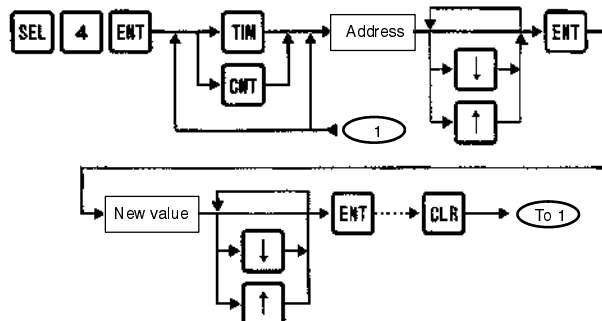 SEL 4 ENT TIM Address ↓ ENT
CNT ↑
1
New value ENT CLR To 1
↓
↑